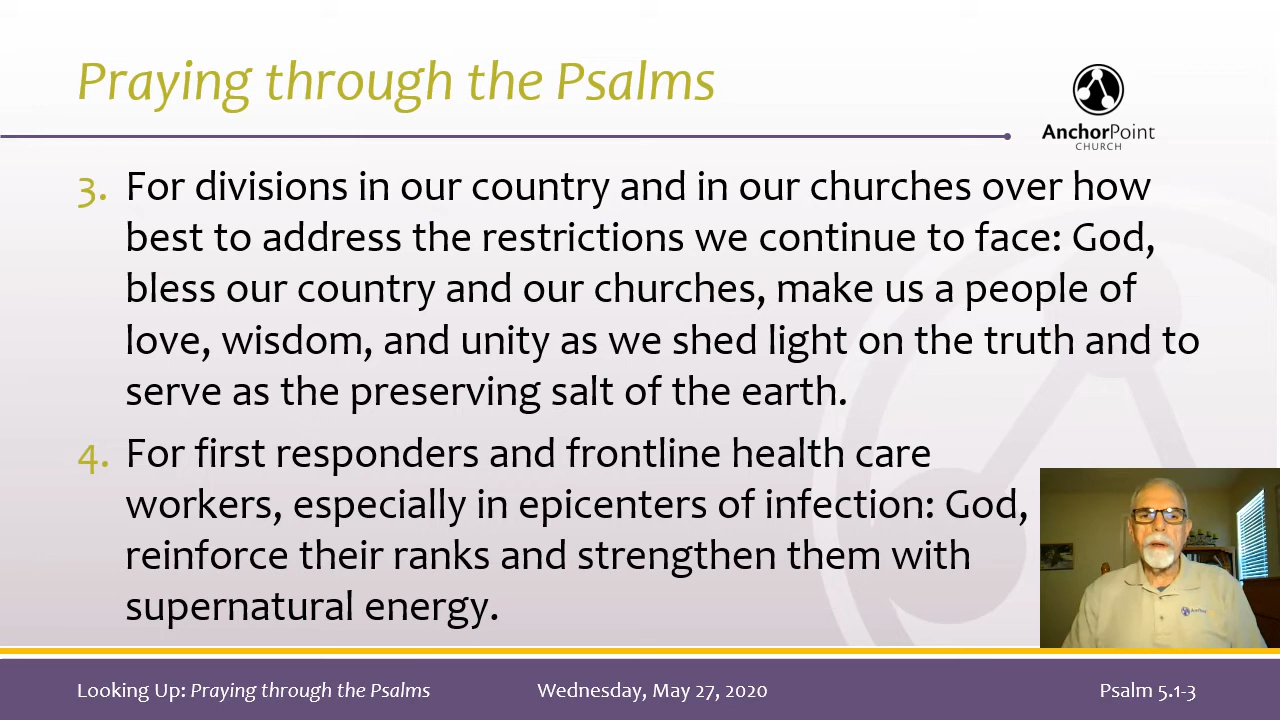 Praying through the Psalms
AnchorPoint
CHURCH
3. For divisions in our country and in our churches over how
best to address the restrictions we continue to face: God,
bless our country and our churches, make us a people of
love, wisdom, and unity as we shed light on the truth and to
serve as the preserving salt of the earth.
4. For first responders and frontline health care
workers, especially in epicenters of infection: God,
reinforce their ranks and strengthen them with
supernatural energy.
Looking Up: Praying through the Psalms
Wednesday, May 27, 2020
Psalm 5.1-3